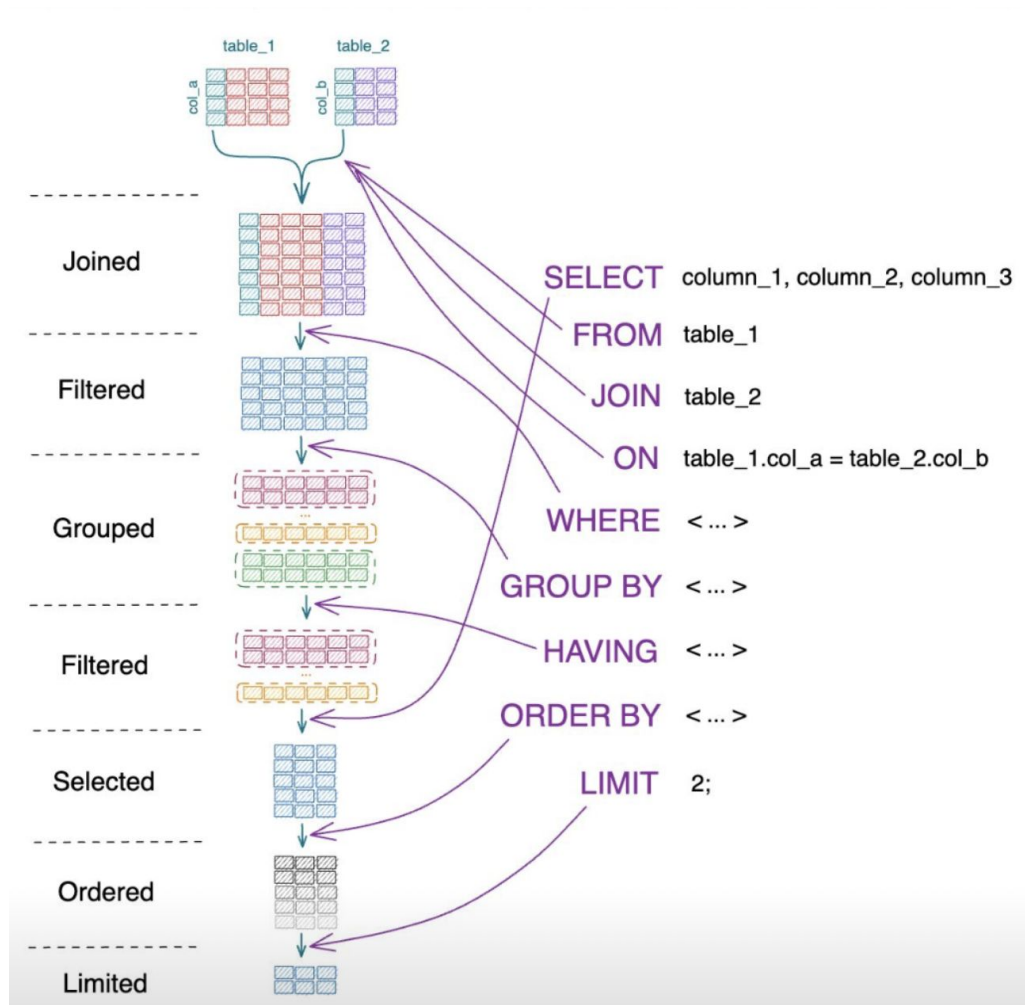 table_1
table_2
col_a
col_b
Joined
Filtered
Grouped
...
Filtered
...
Selected
Ordered
Limited
SELECT column_1, column_2, column_3
FROM table_1
JOIN table_2
ON table_1.col_a = table_2.col_b
WHERE < ... >
GROUP BY < ... >
HAVING < ... >
ORDER BY < ... >
LIMIT 2;